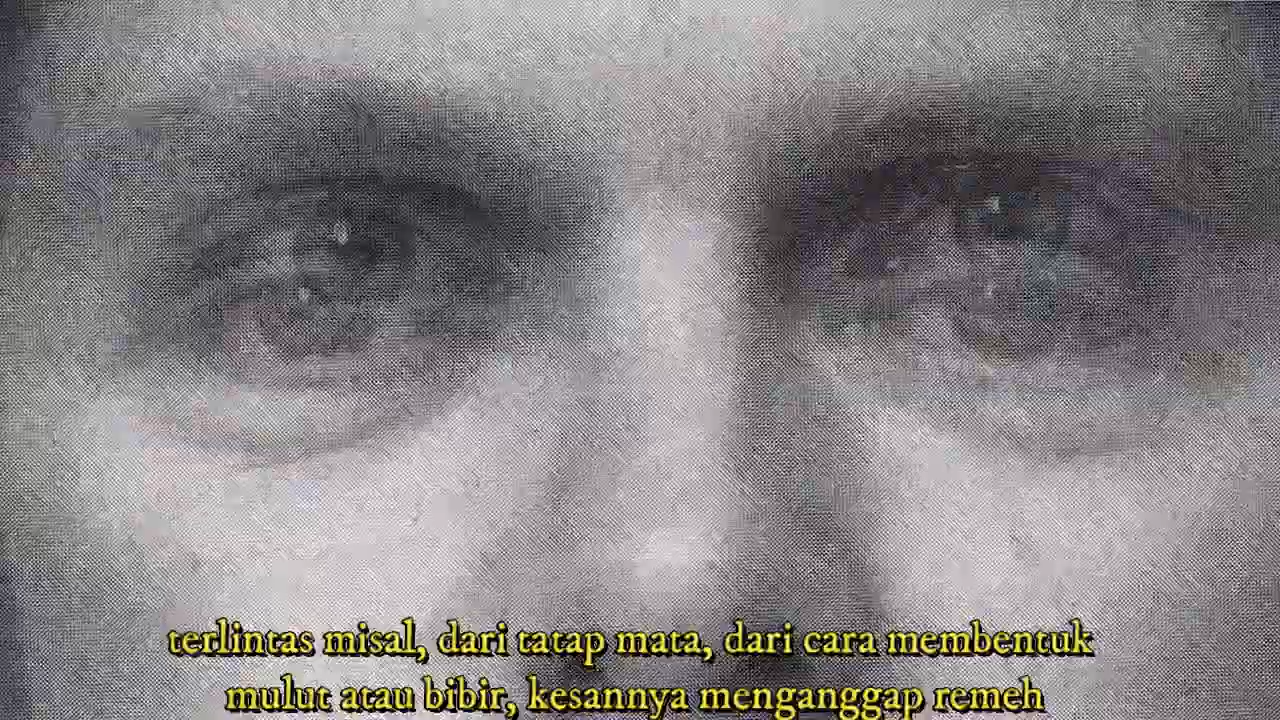 terlintas misal, dari tatap mata, dari cara membentuk
mulut atau bibir, kesannya menganggap remeh